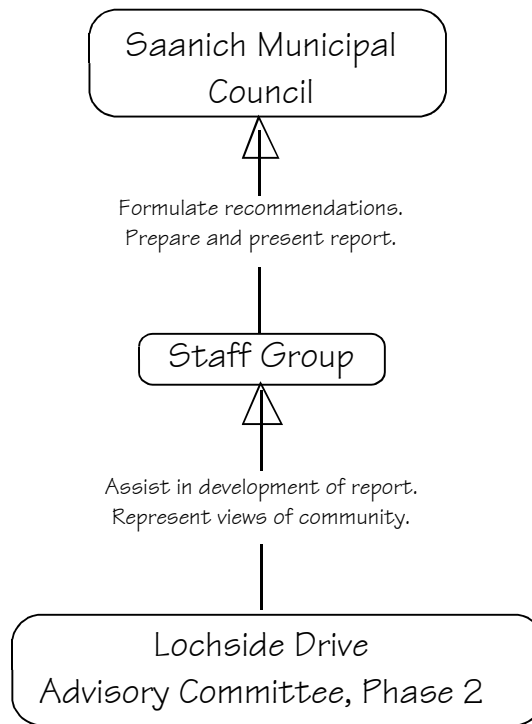 Saanich Municipal
Council
Formulate recommendations.
Prepare and present report.
Staff Group
Assist in development of report.
Represent views of community.
Lochside Drive
Advisory Committee, Phase 2